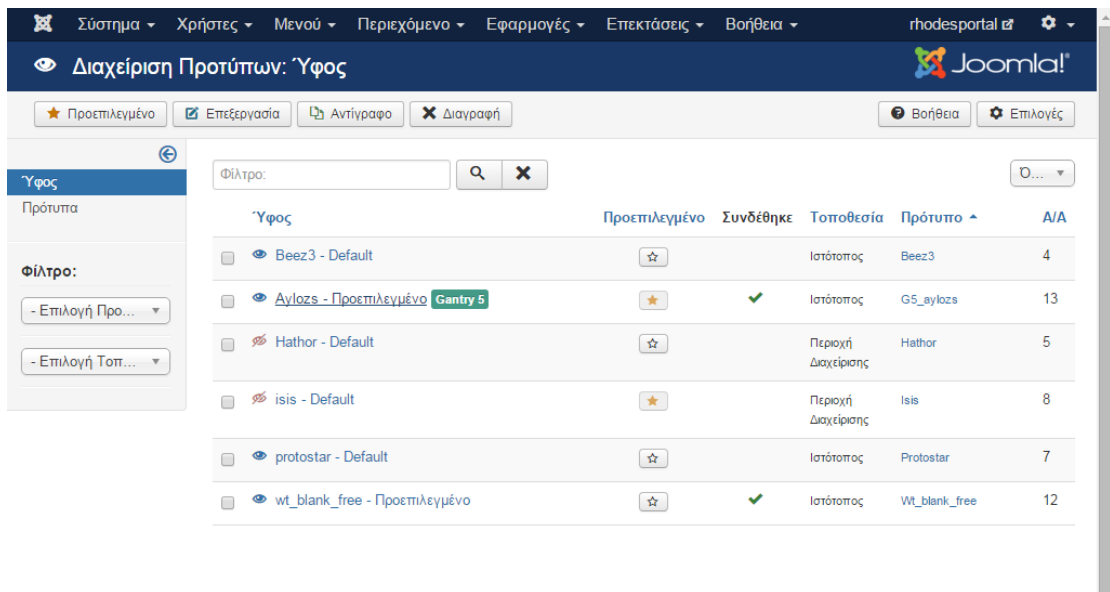 Σύστημα Χρήστες Μενού Περιεχόμενο Εφαρμογές Επεκτάσεις Βοήθεια rhodesportal
Διαχείριση Προτύπων: Ύφος Joomla!®
Προεπιλεγμένο Επεξεργασία Αντίγραφο Διαγραφή Βοήθεια Επιλογές
Ύφος
Πρότυπα
Φίλτρο:
- Επιλογή Προ...
- Επιλογή Τοπ...
Φίλτρο: Ό...
Ύφος Προεπιλεγμένο Συνδέθηκε Τοποθεσία Πρότυπο Α/Α
Beez3 - Default Ιστότοπος Beez3 4
Aylozs - Προεπιλεγμένο Gantry 5 Ιστότοπος G5_aylozs 13
Hathor - Default Περιοχή Διαχείρισης Hathor 5
isis - Default Περιοχή Διαχείρισης Isis 8
protostar - Default Ιστότοπος Protostar 7
wt_blank_free - Προεπιλεγμένο Ιστότοπος Wt_blank_free 12